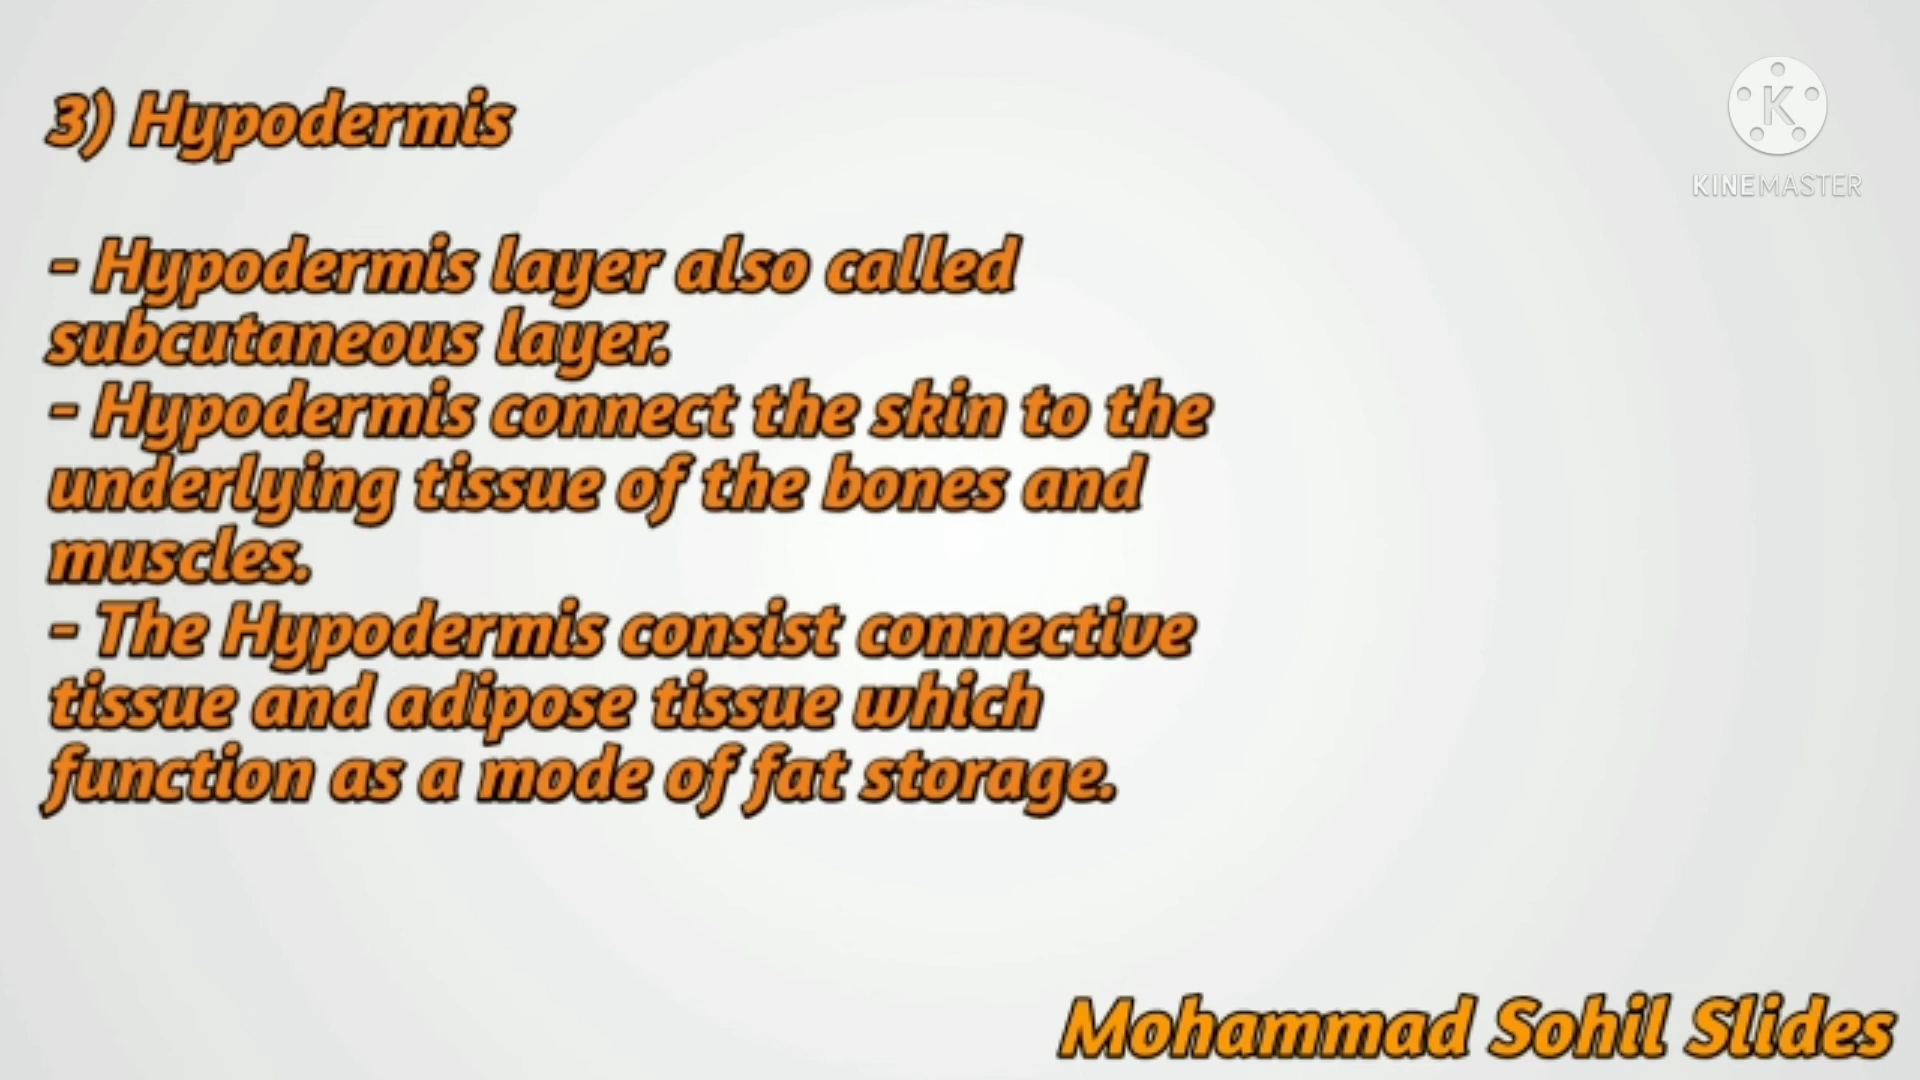 3) Hypodermis
KINEMASTER
- Hypodermis layer also called
subcutaneous layer.
- Hypodermis connect the skin to the
underlying tissue of the bones and
muscles.
- The Hypodermis consist connective
tissue and adipose tissue which
function as a mode of fat storage.
Mohammad Sohil Slides